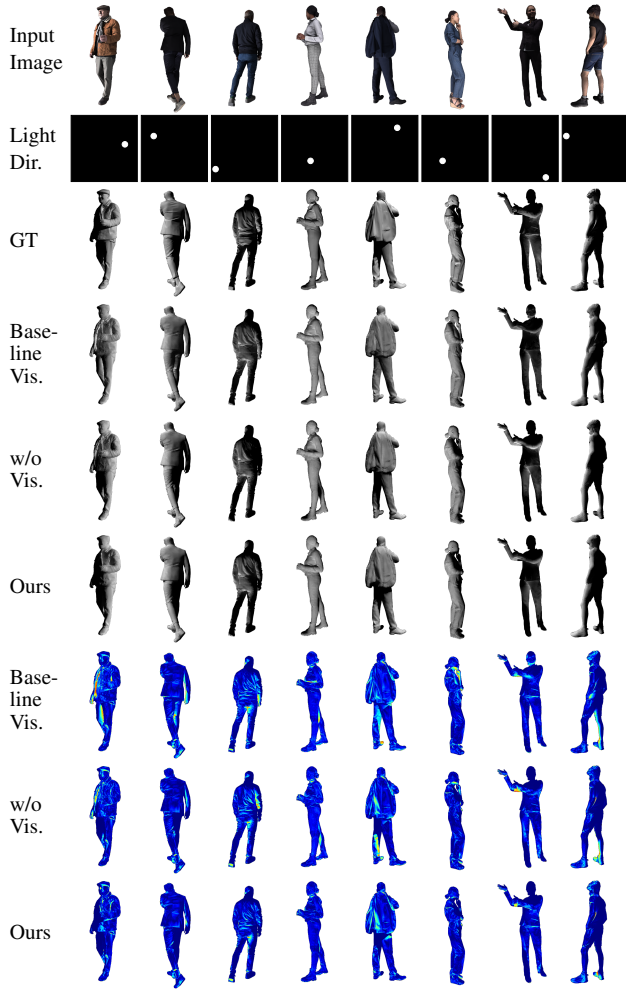 Input
Image
Light
Dir.
GT
Base-
line
Vis.
w/o
Vis.
Ours
Base-
line
Vis.
w/o
Vis.
Ours